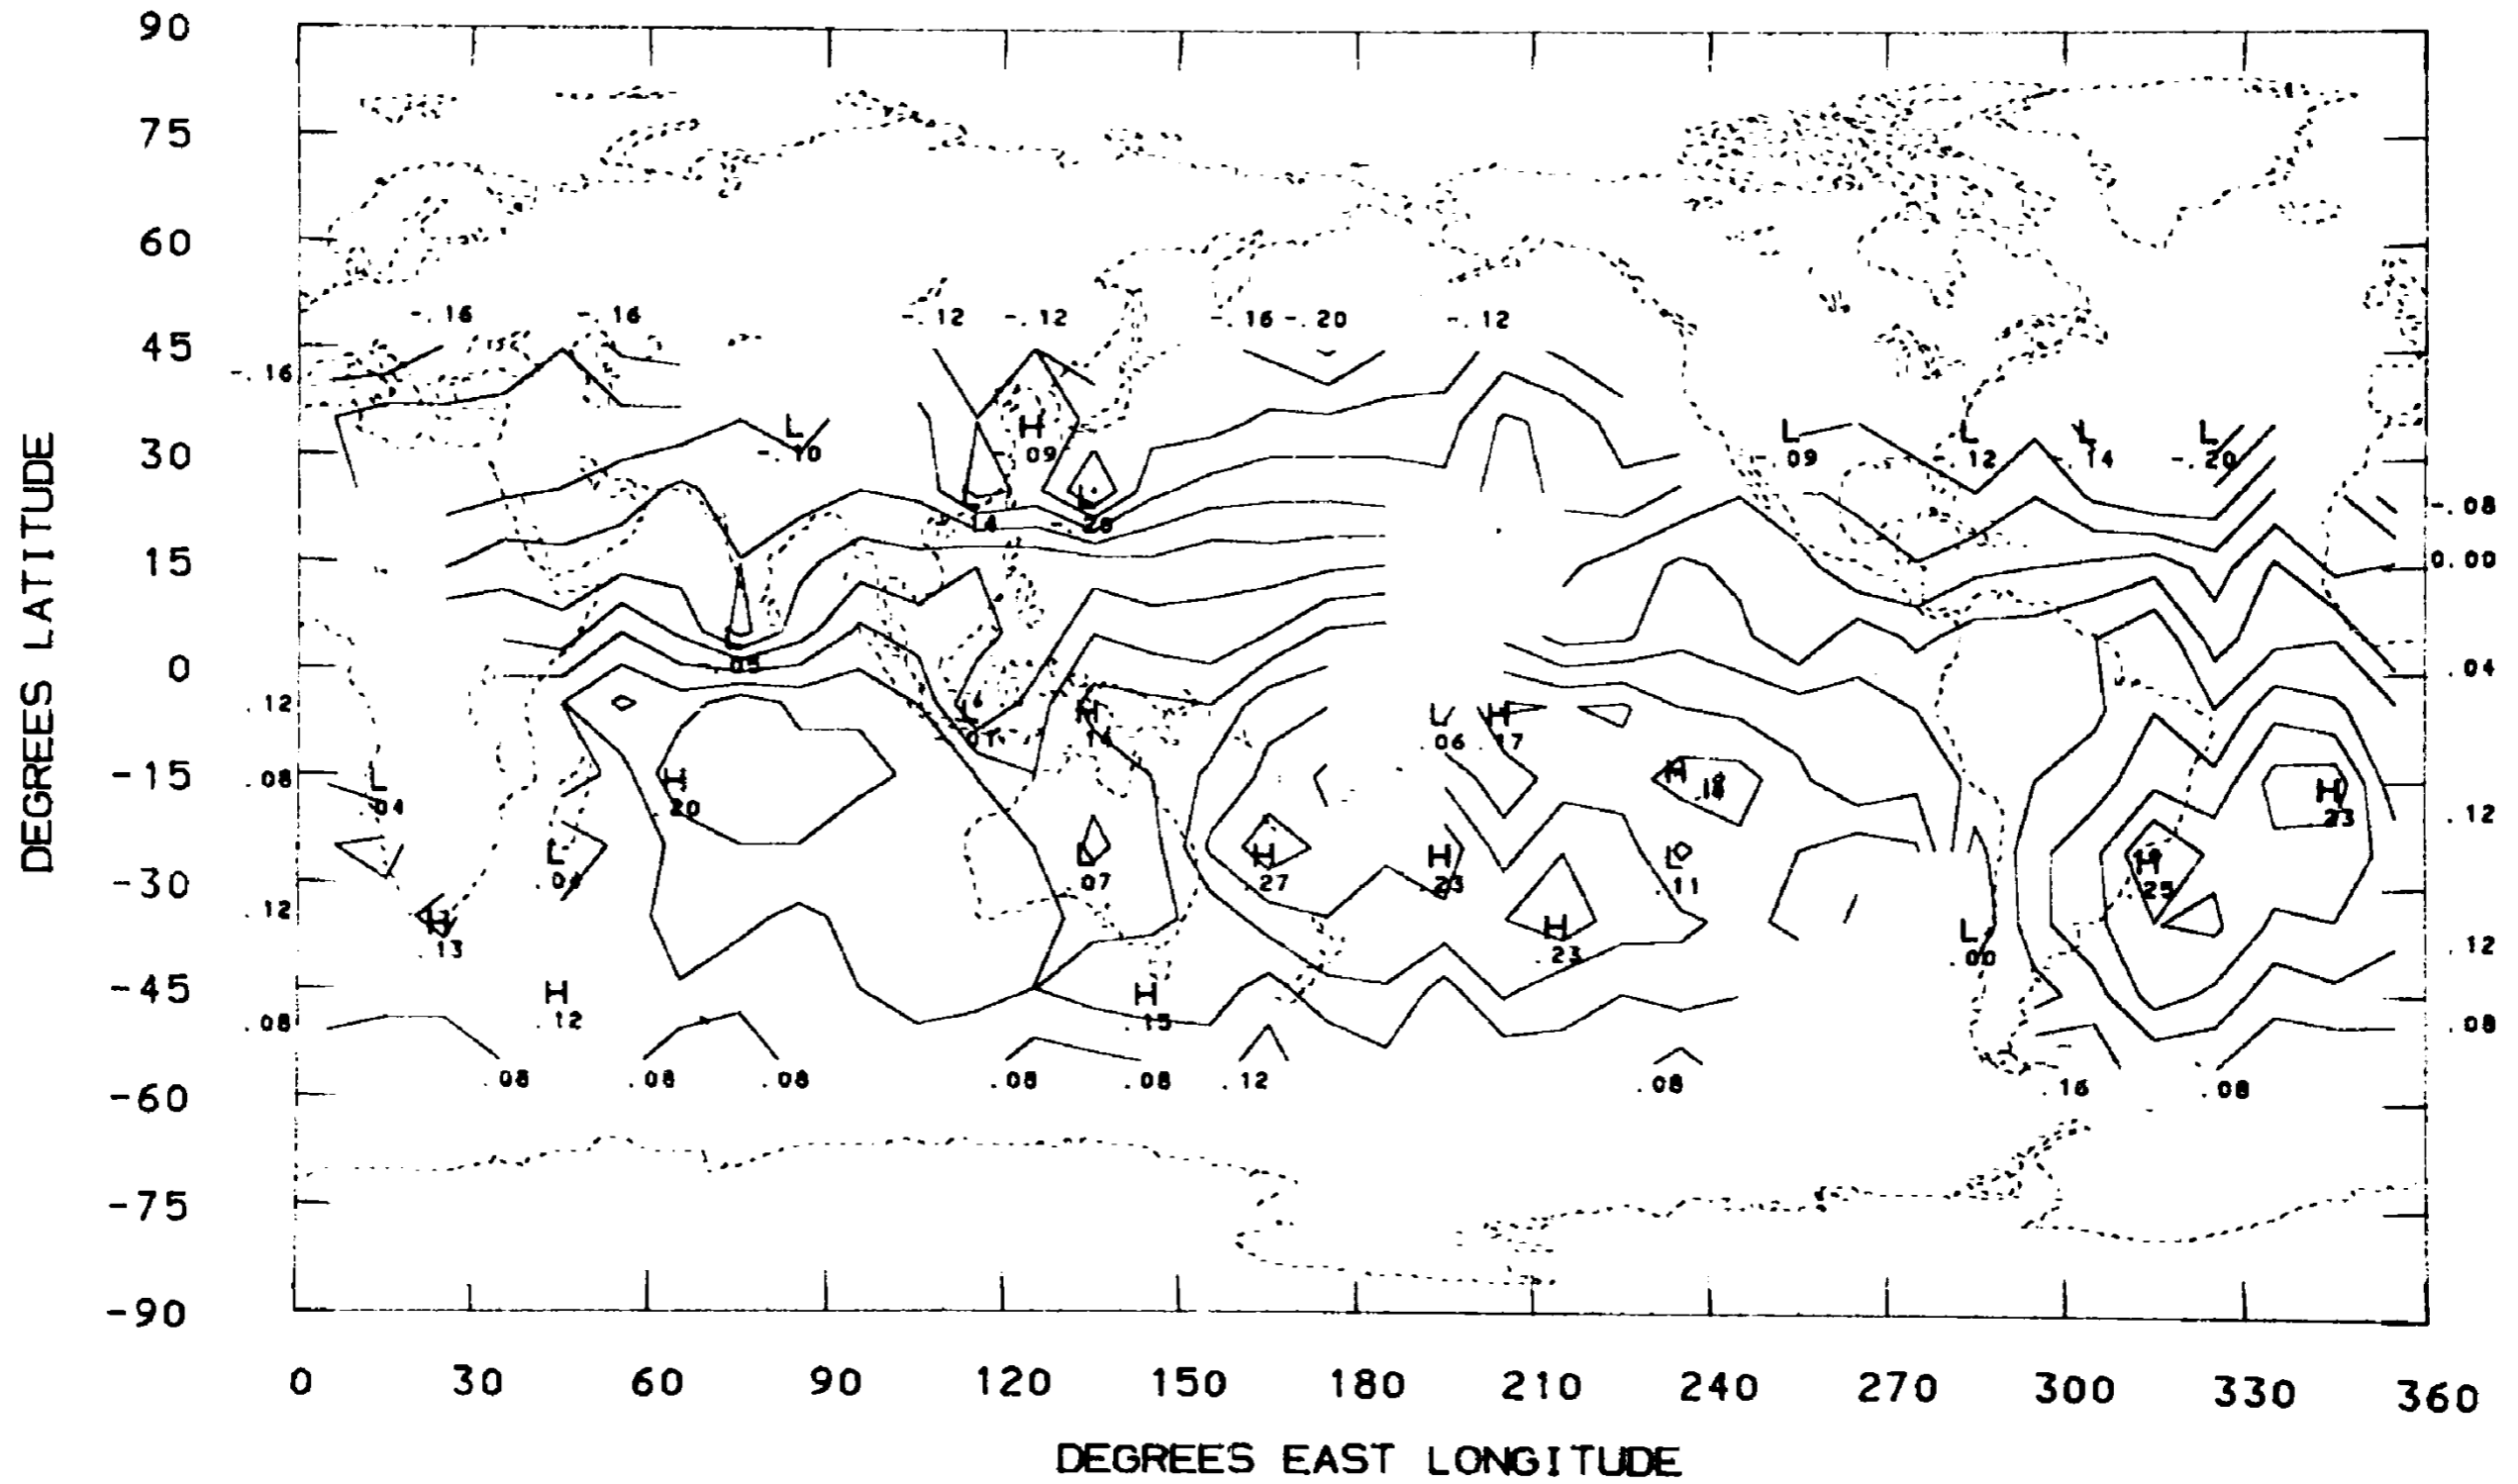 90
75
60
-.16 -.16 -.12 -.12 -.16 -.20 -.12
45
-.16
H
L L L L L
30
-.10 -.09 -.09 -.12 -.14 -.20
-.08
15
0.00
0
.04
.12
L H L H
.06 .17
-15
.08 L H H H
.04 .20 .18 .23
.12
L L H H L H
-30
.07 .27 .23 .11 .25
.12 H H L
.13 .23 .00
.12
-45
H H
.08 .12 .15 .08
.08 .08 .08 .08 .08 .12 .08 .16 .08
-60
-75
-90
0 30 60 90 120 150 180 210 240 270 300 330 360
DEGREES EAST LONGITUDE
DEGREES LATITUDE